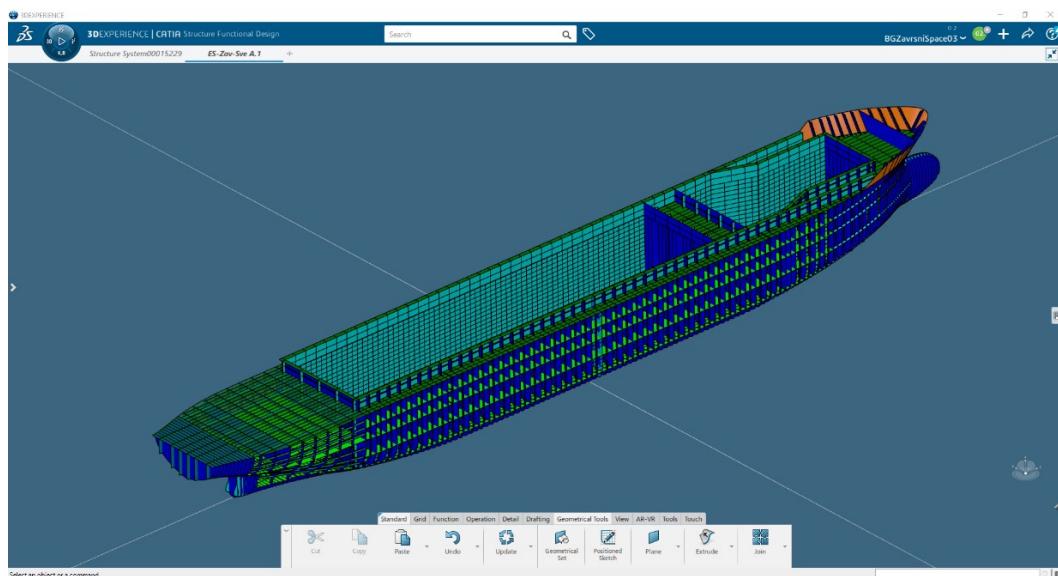 3DEXPERIENCE
3DEXPERIENCE | CATIA Structure Functional Design
Search
BGZavrsniSpace03
Structure System00015229
ES-Zav-Sve A.1
Standard Grid Function Operation Detail Drafting Geometrical Tools View AR-VR Tools Touch
Cut Copy Paste Undo Update Geometrical Set Positioned Sketch Plane Extrude Join
Select an object or a command